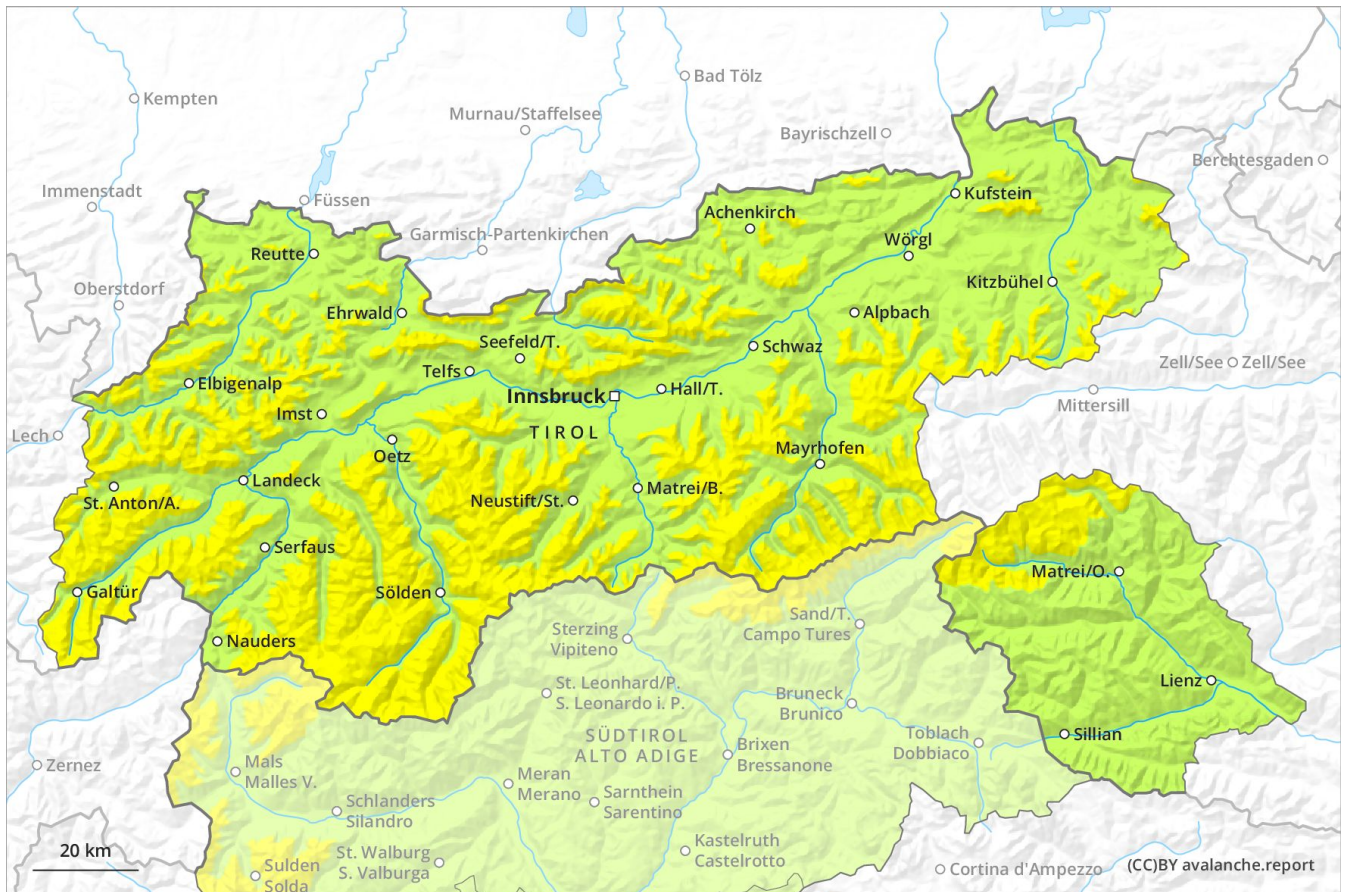 Kempten
Bad Tölz
Murnau/Staffelsee
Bayrischzell
Berchtesgaden
Immenstadt
Füssen
Kufstein
Achenkirch
Garmisch-Partenkirchen
Reutte
Wörgl
Oberstdorf
Kitzbühel
Ehrwald
Alpbach
Seefeld/T.
Schwaz
Zell/See
Zell/See
Telfs
Elbigenalp
Innsbruck
Hall/T.
Mittersill
Imst
Lech
TIROL
Oetz
Mayrhofen
Landeck
St. Anton/A.
Neustift/St.
Matrei/B.
Serfaus
Matrei/O.
Galtür
Sölden
Sand/T.
Campo Tures
Sterzing
Vipiteno
Nauders
St. Leonhard/P.
S. Leonardo i. P.
Bruneck
Brunico
Lienz
SÜDTIROL
ALTO ADIGE
Sillian
Toblach
Dobbiaco
Brixen
Bressanone
Zernez
Mals
Malles V.
Meran
Merano
Sarnthein
Sarentino
Schlanders
Silandro
Kastelruth
Castelrotto
20 km
St. Walburg
S. Valburga
Sulden
Solda
Cortina d'Ampezzo
(CC)BY avalanche.report